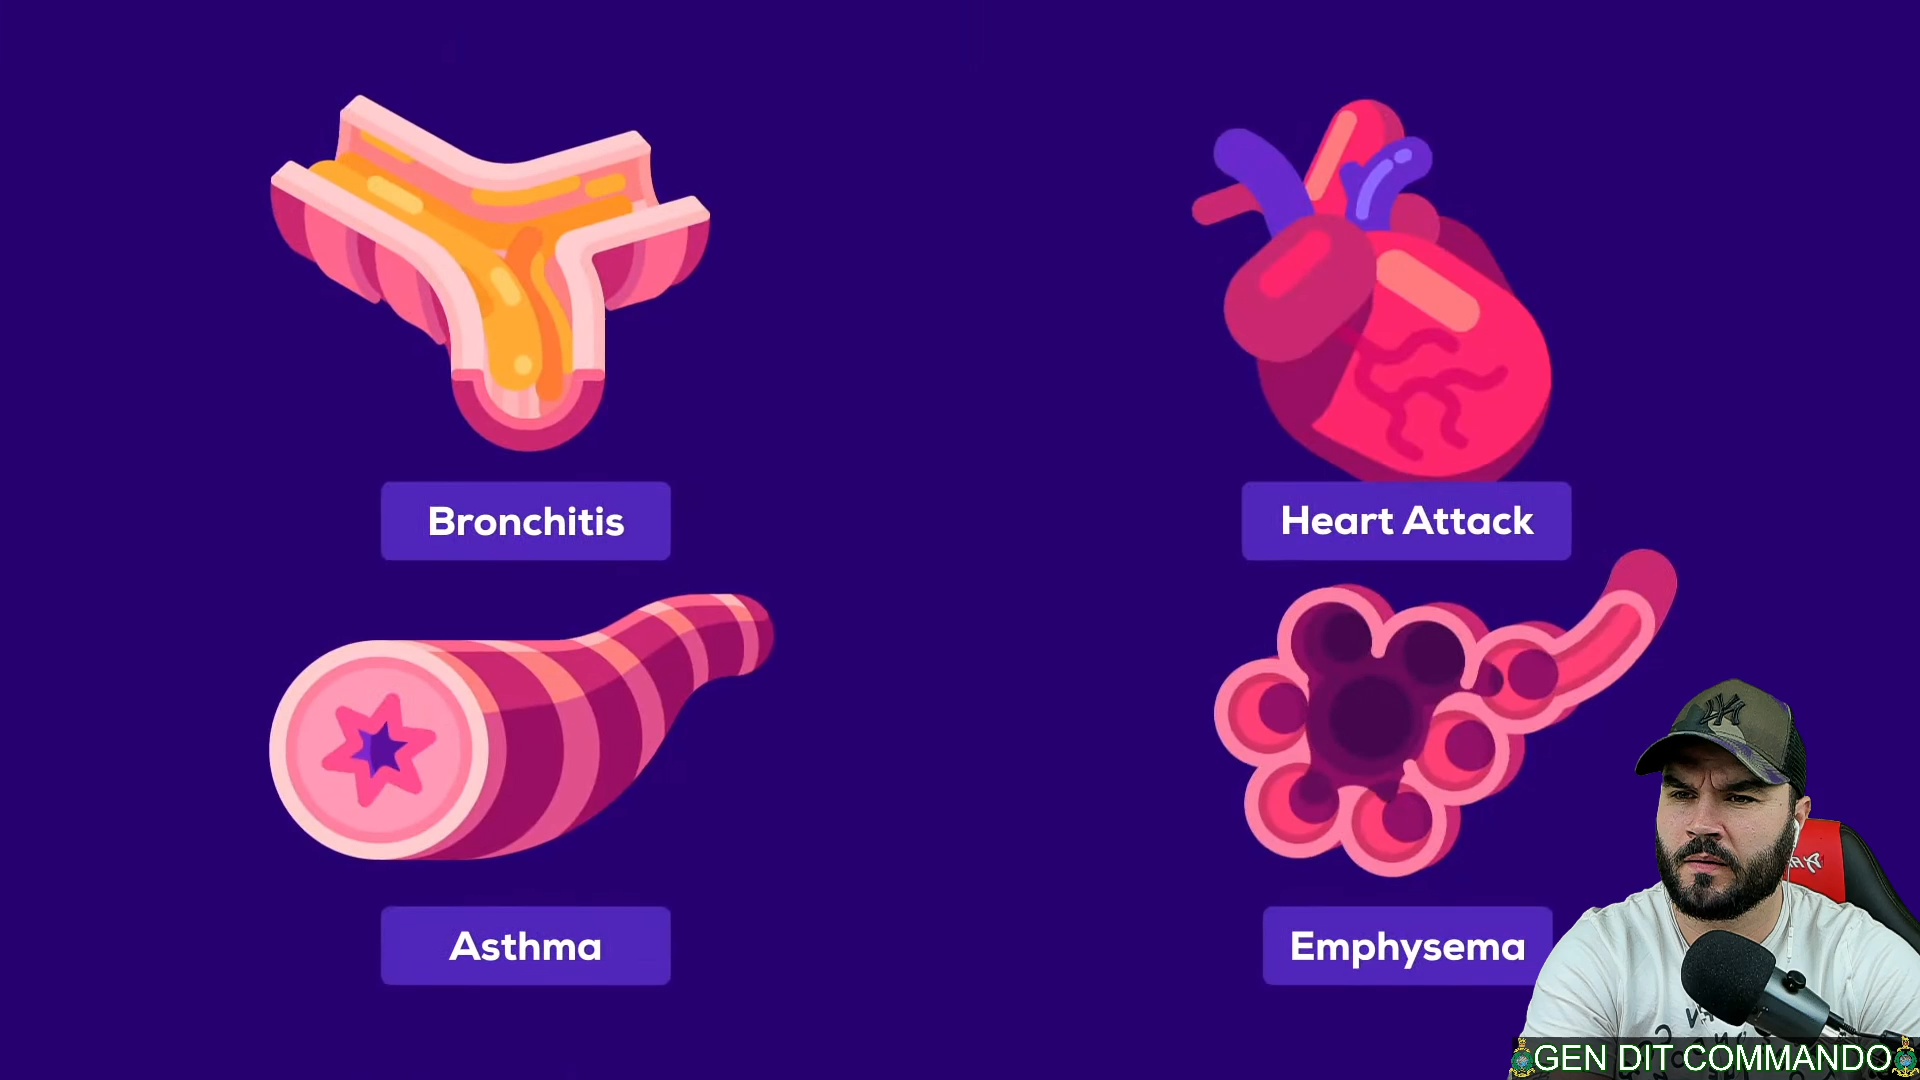 Bronchitis
Heart Attack
Asthma
Emphysema
GEN DIT COMMANDO